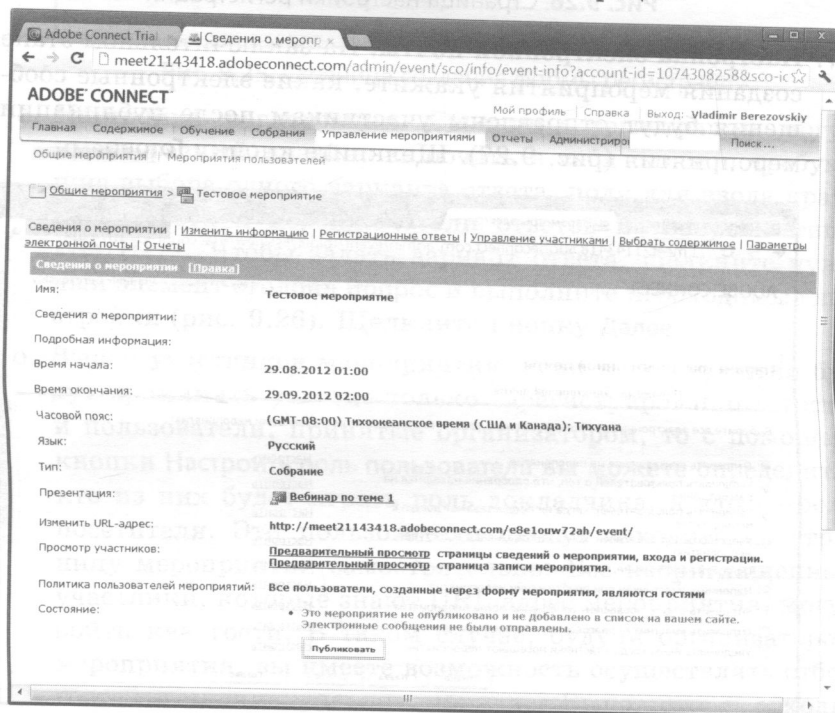 Adobe Connect Trial
Сведения о меропр
meet21143418.adobeconnect.com/admin/event/sco/info/event-info?account-id=1074308258&sco-ic
ADOBE® CONNECT™
Мой профиль | Справка | Выход: Vladimir Berezovskiy
Главная Содержимое Обучение Собрания Управление мероприятиями Отчеты Администриро Поиск...
Общие мероприятия Мероприятия пользователей
Общие мероприятия > Тестовое мероприятие
Сведения о мероприятии | Изменить информацию | Регистрационные ответы | Управление участниками | Выбрать содержимое | Параметры
электронной почты | Отчеты
Сведения о мероприятии [Правка]
Имя: Тестовое мероприятие
Сведения о мероприятии:
Подробная информация:
Время начала: 29.08.2012 01:00
Время окончания: 29.09.2012 02:00
Часовой пояс: (GMT-08:00) Тихоокеанское время (США и Канада); Тихуана
Язык: Русский
Тип: Собрание
Презентация: Вебинар по теме 1
Изменить URL-адрес: http://meet21143418.adobeconnect.com/e8e1ouw72ah/event/
Просмотр участников: Предварительный просмотр страницы сведений о мероприятии, входа и регистрации.
Предварительный просмотр страница записи мероприятия.
Политика пользователей мероприятий: Все пользователи, созданные через форму мероприятия, являются гостями
Состояние: • Это мероприятие не опубликовано и не добавлено в список на вашем сайте.
Электронные сообщения не были отправлены.
Публиковать